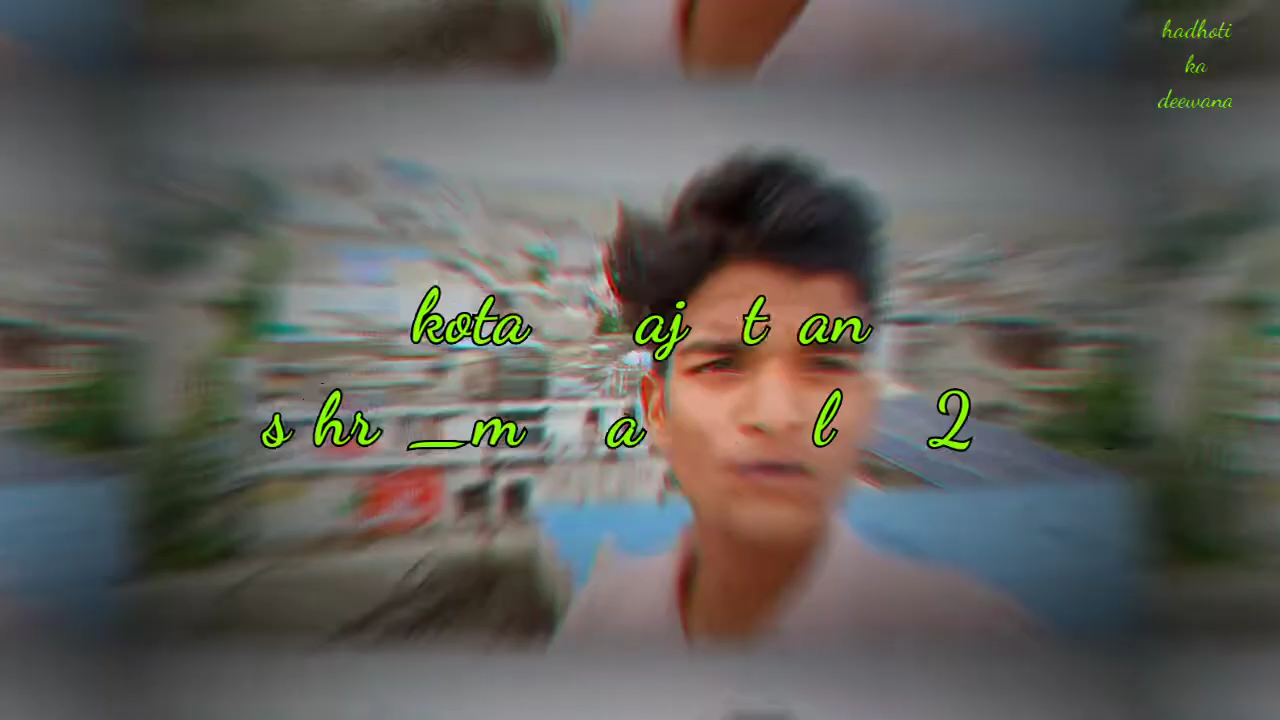 hadhoti
ka
deewana
kota aj t an
s hr _m a l 2